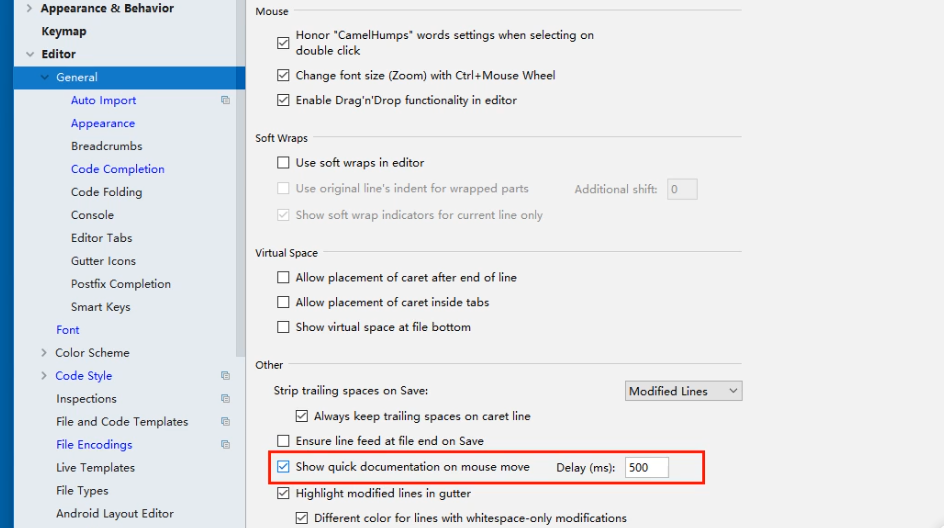 Appearance & Behavior
Keymap
Editor
General
Auto Import
Appearance
Breadcrumbs
Code Completion
Code Folding
Console
Editor Tabs
Gutter Icons
Postfix Completion
Smart Keys
Font
Color Scheme
Code Style
Inspections
File and Code Templates
File Encodings
Live Templates
File Types
Android Layout Editor
Mouse
Honor "CamelHumps" words settings when selecting on
double click
Change font size (Zoom) with Ctrl+Mouse Wheel
Enable Drag'n'Drop functionality in editor
Soft Wraps
Use soft wraps in editor
Use original line's indent for wrapped parts Additional shift: 0
Show soft wrap indicators for current line only
Virtual Space
Allow placement of caret after end of line
Allow placement of caret inside tabs
Show virtual space at file bottom
Other
Strip trailing spaces on Save: Modified Lines
Always keep trailing spaces on caret line
Ensure line feed at file end on Save
Show quick documentation on mouse move Delay (ms): 500
Highlight modified lines in gutter
Different color for lines with whitespace-only modifications